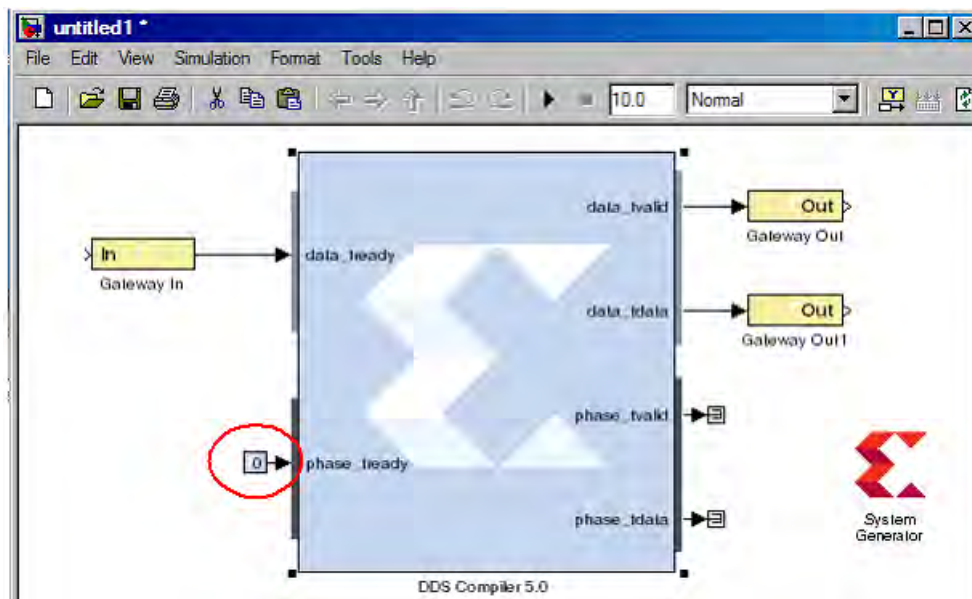 untitled1 *
File Edit View Simulation Format Tools Help
10.0 Normal
In
Gateway In
data_tready
0
phase_tready
data_tvalid
data_tdata
phase_tvalid
phase_tdata
DDS Compiler 5.0
Out
Gateway Out
Out
Gateway Out1
System
Generator